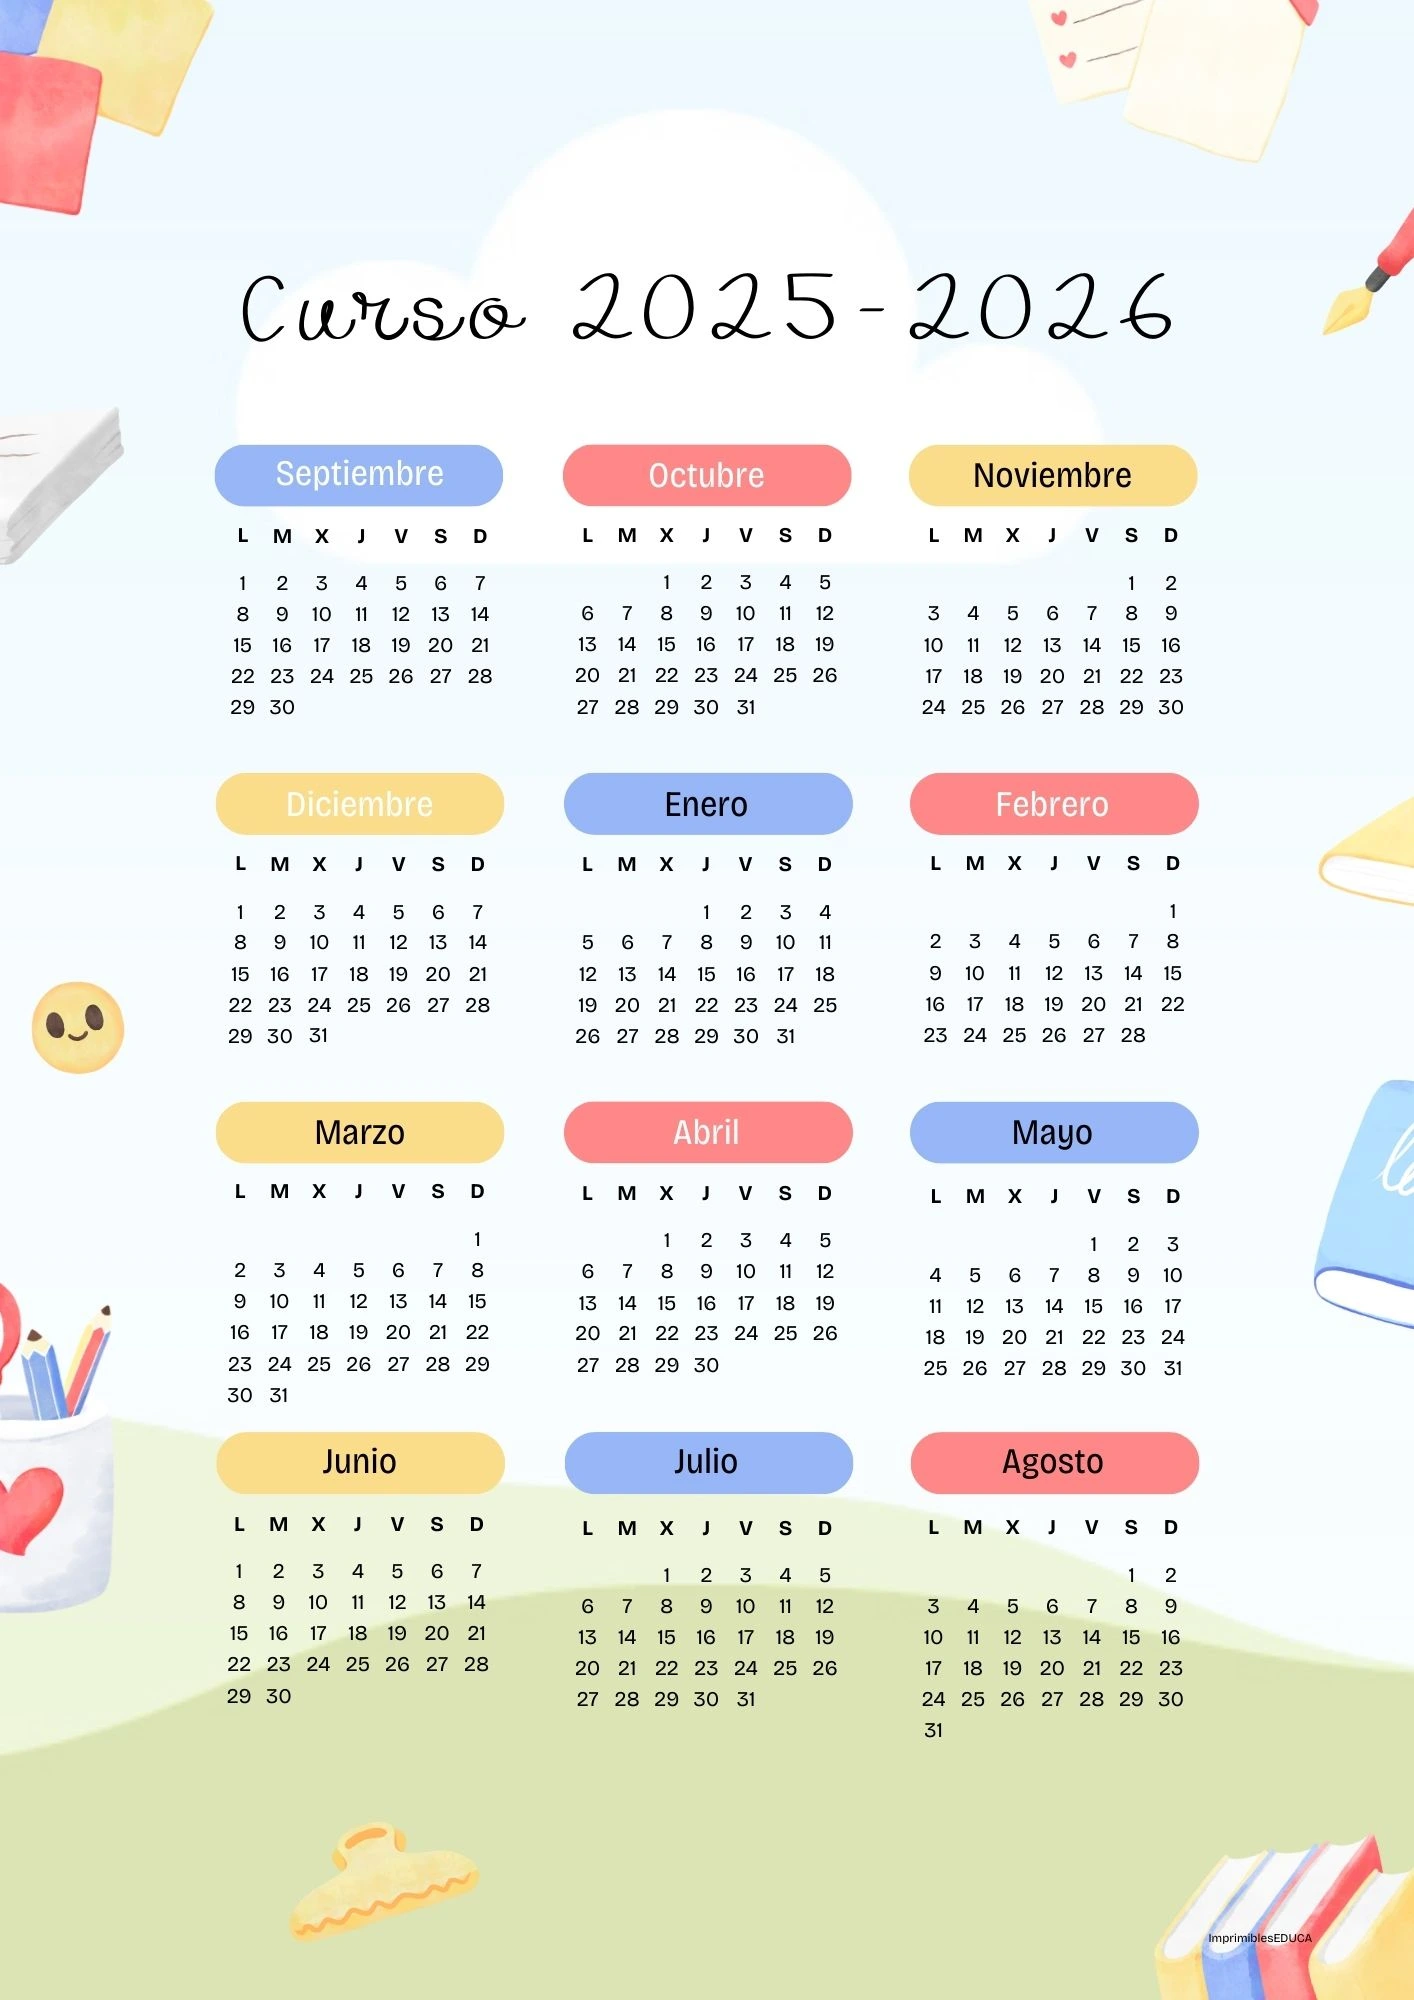 Curso 2025-2026
Septiembre
L M X J V S D
1 2 3 4 5 6 7
8 9 10 11 12 13 14
15 16 17 18 19 20 21
22 23 24 25 26 27 28
29 30
Octubre
L M X J V S D
1 2 3 4 5
6 7 8 9 10 11 12
13 14 15 16 17 18 19
20 21 22 23 24 25 26
27 28 29 30 31
Noviembre
L M X J V S D
1 2
3 4 5 6 7 8 9
10 11 12 13 14 15 16
17 18 19 20 21 22 23
24 25 26 27 28 29 30
Diciembre
L M X J V S D
1 2 3 4 5 6 7
8 9 10 11 12 13 14
15 16 17 18 19 20 21
22 23 24 25 26 27 28
29 30 31
Enero
L M X J V S D
1 2 3 4
5 6 7 8 9 10 11
12 13 14 15 16 17 18
19 20 21 22 23 24 25
26 27 28 29 30 31
Febrero
L M X J V S D
1
2 3 4 5 6 7 8
9 10 11 12 13 14 15
16 17 18 19 20 21 22
23 24 25 26 27 28
Marzo
L M X J V S D
1
2 3 4 5 6 7 8
9 10 11 12 13 14 15
16 17 18 19 20 21 22
23 24 25 26 27 28 29
30 31
Abril
L M X J V S D
1 2 3 4 5
6 7 8 9 10 11 12
13 14 15 16 17 18 19
20 21 22 23 24 25 26
27 28 29 30
Mayo
L M X J V S D
1 2 3
4 5 6 7 8 9 10
11 12 13 14 15 16 17
18 19 20 21 22 23 24
25 26 27 28 29 30 31
Junio
L M X J V S D
1 2 3 4 5 6 7
8 9 10 11 12 13 14
15 16 17 18 19 20 21
22 23 24 25 26 27 28
29 30
Julio
L M X J V S D
1 2 3 4 5
6 7 8 9 10 11 12
13 14 15 16 17 18 19
20 21 22 23 24 25 26
27 28 29 30 31
Agosto
L M X J V S D
1 2
3 4 5 6 7 8 9
10 11 12 13 14 15 16
17 18 19 20 21 22 23
24 25 26 27 28 29 30
31
ImprimiblesEDUCA